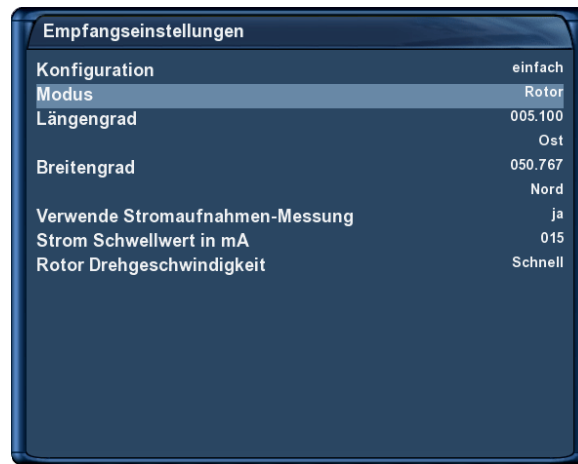 Empfangseinstellungen
Konfiguration einfach
Modus Rotor
Längengrad 005.100
Ost
Breitengrad 050.767
Nord
Verwende Stromaufnahmen-Messung ja
Strom Schwellwert in mA 015
Rotor Drehgeschwindigkeit Schnell